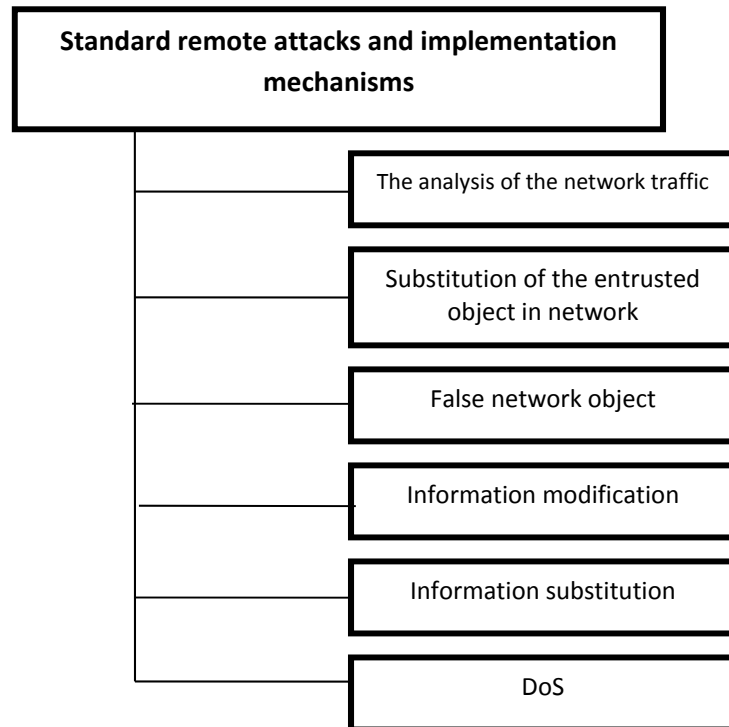 Standard remote attacks and implementation
mechanisms
The analysis of the network traffic
Substitution of the entrusted
object in network
False network object
Information modification
Information substitution
DoS